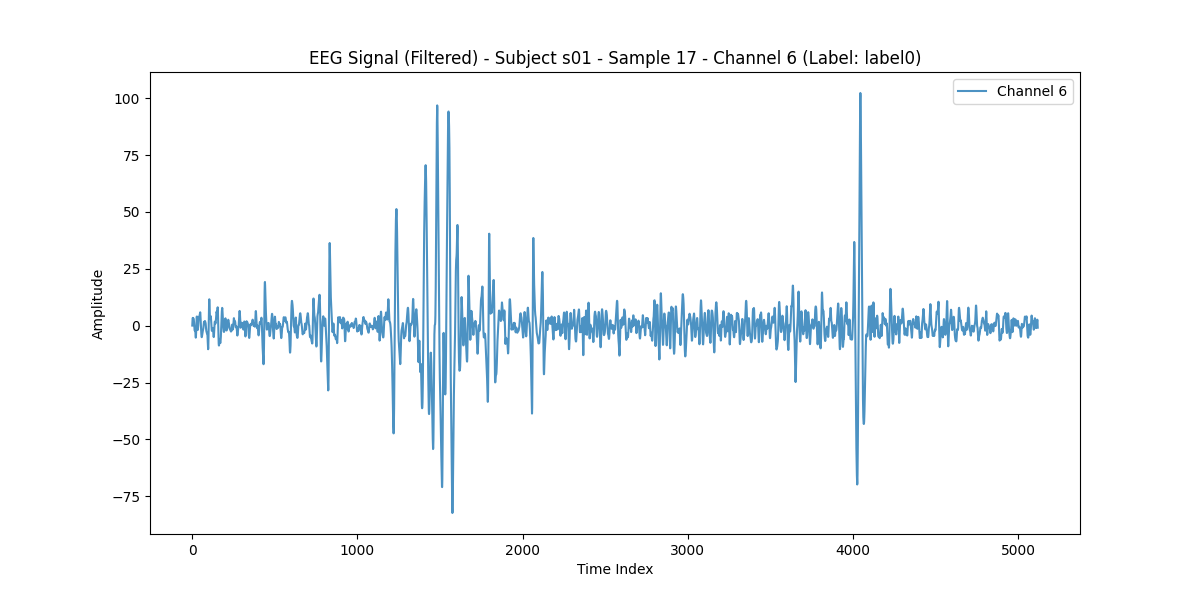 EEG Signal (Filtered) - Subject s01 - Sample 17 - Channel 6 (Label: label0)
Channel 6
100
75
50
25
0
−25
−50
−75
Amplitude
0 1000 2000 3000 4000 5000
Time Index